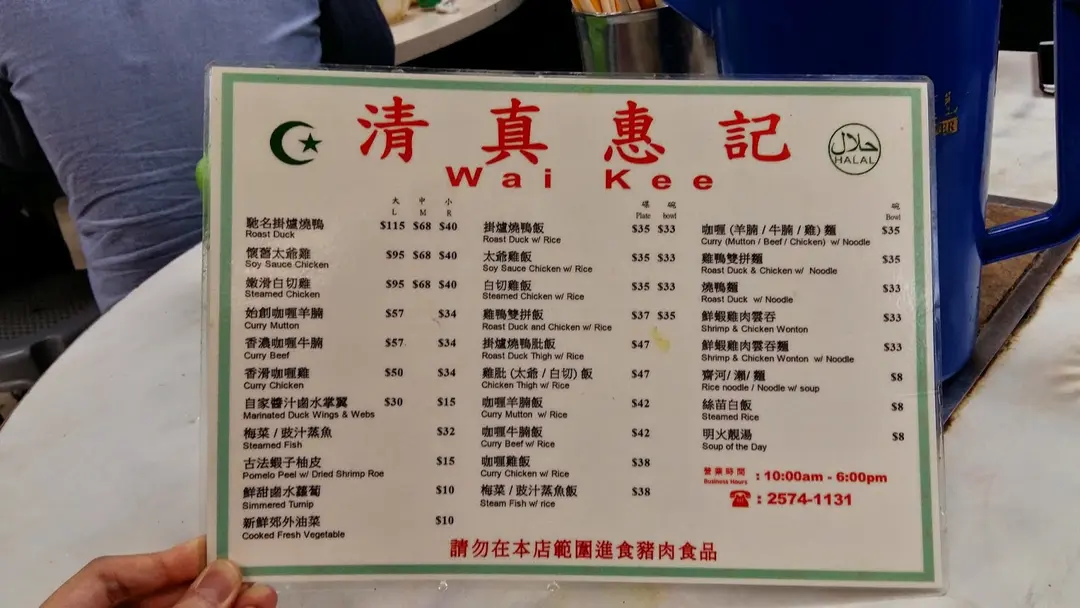 清真惠記
حلال
HALAL
Wai Kee
大 中 小
L M R
馳名掛爐燒鴨 $115 $68 $40
Roast Duck
懷舊太爺雞 $95 $68 $40
Soy Sauce Chicken
嫩滑白切雞 $95 $68 $40
Steamed Chicken
始創咖喱羊腩 $57 $34
Curry Mutton
香濃咖喱牛腩 $57 $34
Curry Beef
香滑咖喱雞 $50 $34
Curry Chicken
自家醬汁鹵水掌翼 $30 $15
Marinated Duck Wings & Webs
梅菜 / 豉汁蒸魚 $32
Steamed Fish
古法蝦子柚皮 $15
Pomelo Peel w/ Dried Shrimp Roe
鮮甜鹵水蘿蔔 $10
Simmered Turnip
新鮮郊外油菜 $10
Cooked Fresh Vegetable
碟 碗
Plate bowl
掛爐燒鴨飯 $35 $33
Roast Duck w/ Rice
太爺雞飯 $35 $33
Soy Sauce Chicken w/ Rice
白切雞飯 $35 $33
Steamed Chicken w/ Rice
雞鴨雙拼飯 $37 $35
Roast Duck and Chicken w/ Rice
掛爐燒鴨肶飯 $47
Roast Duck Thigh w/ Rice
雞肶 (太爺 / 白切) 飯 $47
Chicken Thigh w/ Rice
咖喱羊腩飯 $42
Curry Mutton w/ Rice
咖喱牛腩飯 $42
Curry Beef w/ Rice
咖喱雞飯 $38
Curry Chicken w/ Rice
梅菜 / 豉汁蒸魚飯 $38
Steam Fish w/ rice
碗
Bowl
咖喱 (羊腩 / 牛腩 / 雞) 麵 $35
Curry (Mutton / Beef / Chicken) w/ Noodle
雞鴨雙拼麵 $35
Roast Duck & Chicken w/ Noodle
燒鴨麵 $33
Roast Duck w/ Noodle
鮮蝦雞肉雲吞 $33
Shrimp & Chicken Wonton
鮮蝦雞肉雲吞麵 $33
Shrimp & Chicken Wonton w/ Noodle
齋河 / 瀨 / 麵 $8
Rice noodle / Noodle w/ soup
絲苗白飯 $8
Steamed Rice
明火靚湯 $8
Soup of the Day
營業時間 : 10:00am - 6:00pm
Business Hours
: 2574-1131
請勿在本店範圍進食豬肉食品